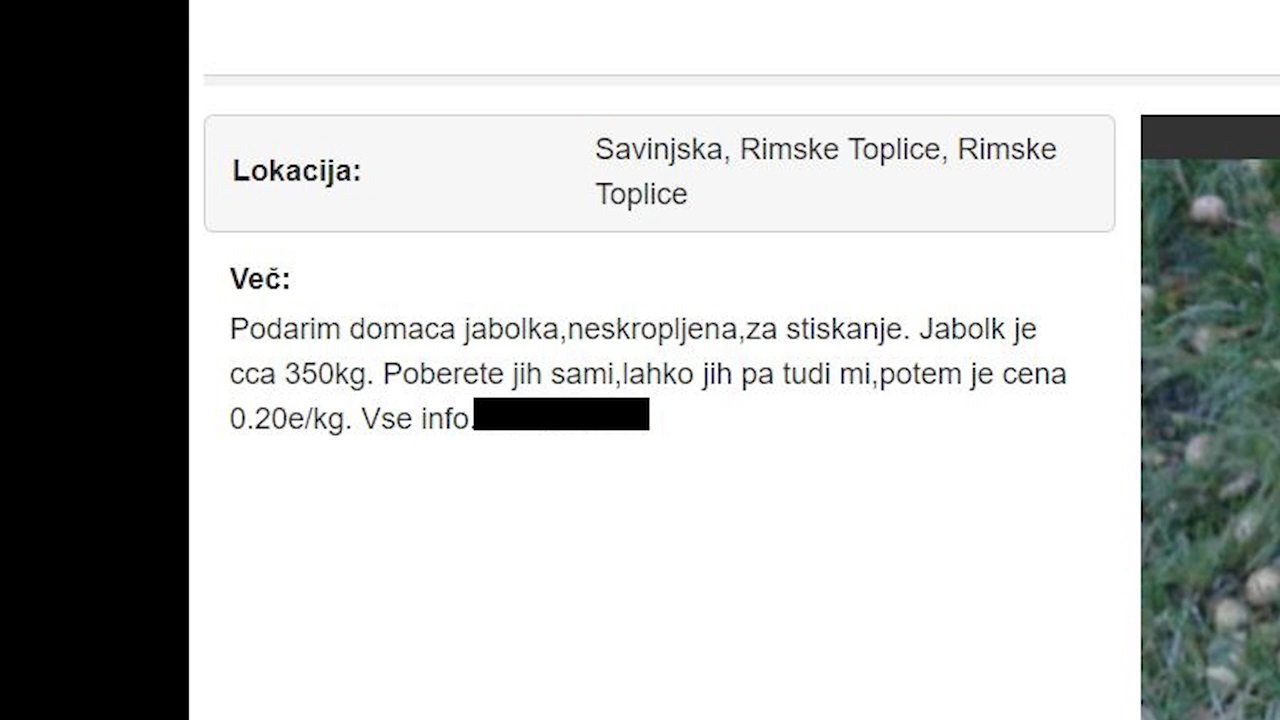 Lokacija:
Savinjska, Rimske Toplice, Rimske
Toplice
Več:
Podarim domaca jabolka,neskropljena,za stiskanje. Jabolk je
cca 350kg. Poberete jih sami,lahko jih pa tudi mi,potem je cena
0.20e/kg. Vse info.